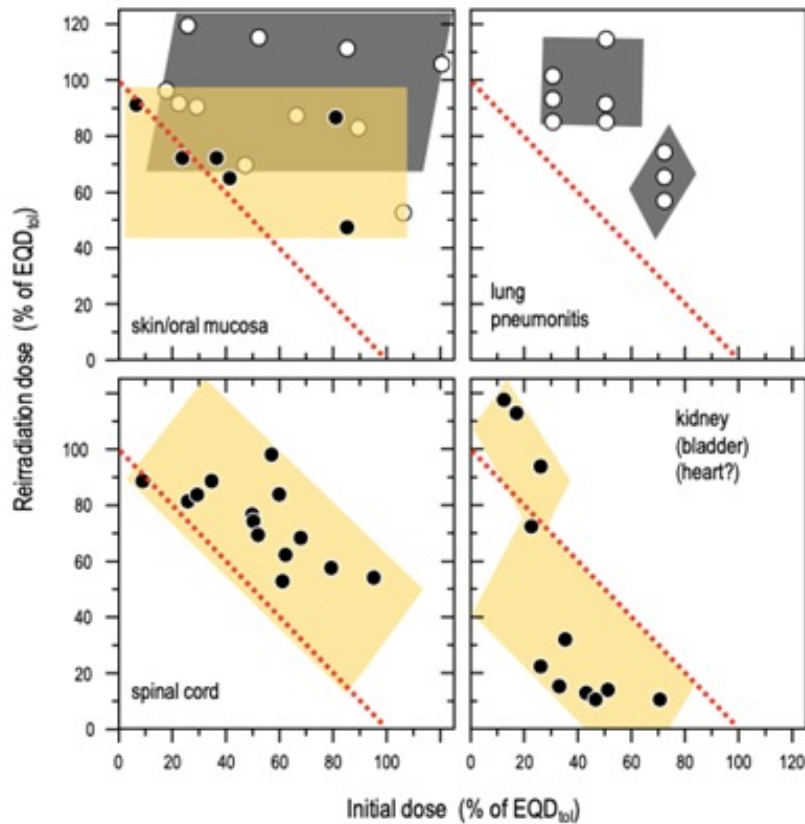 120
100
80
60
40
20
0
skin/oral mucosa
lung
pneumonitis
Reirradiation dose (% of EQDtol)
100
80
60
40
20
0
spinal cord
kidney
(bladder)
(heart?)
0 20 40 60 80 100
0 20 40 60 80 100 120
Initial dose (% of EQDtol)